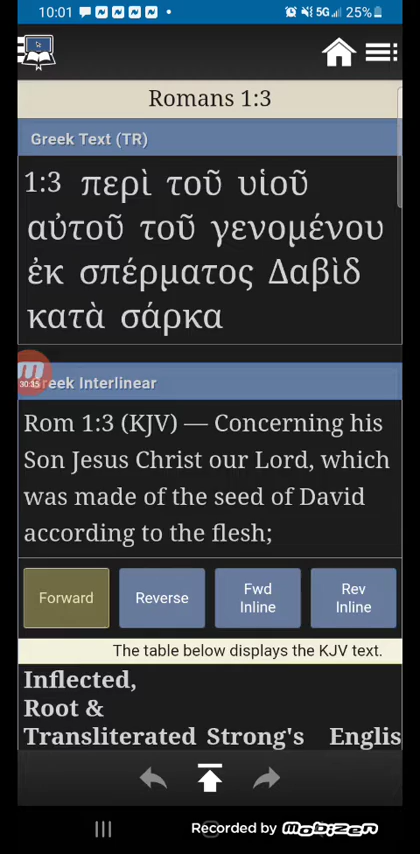 10:01 5G 25%
Romans 1:3
Greek Text (TR)
1:3 περὶ τοῦ υἱοῦ
αὐτοῦ τοῦ γενομένου
ἐκ σπέρματος Δαβὶδ
κατὰ σάρκα
30:35
Greek Interlinear
Rom 1:3 (KJV) — Concerning his
Son Jesus Christ our Lord, which
was made of the seed of David
according to the flesh;
Forward Reverse Fwd Inline Rev Inline
The table below displays the KJV text.
Inflected,
Root &
Transliterated Strong's Englis
Recorded by mobizen